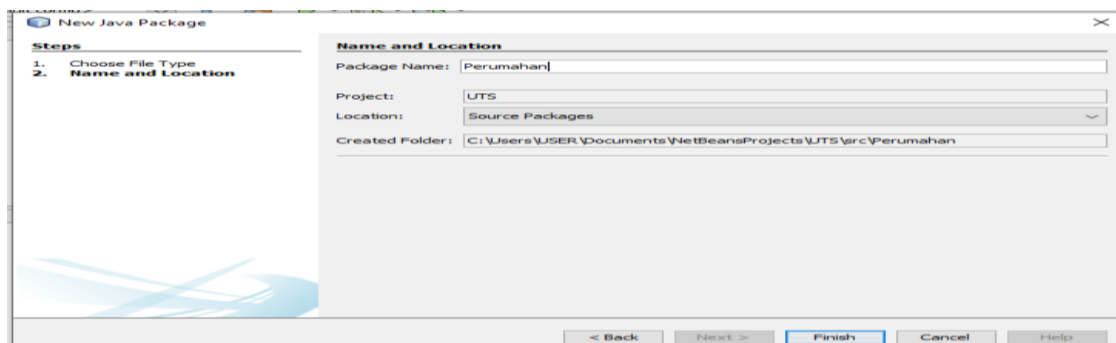 New Java Package
Steps
1. Choose File Type
2. Name and Location
Name and Location
Package Name: Perumahan
Project: UTS
Location: Source Packages
Created Folder: C:\Users\USER\Documents\NetBeansProjects\UTS\src\Perumahan
< Back Next > Finish Cancel Help